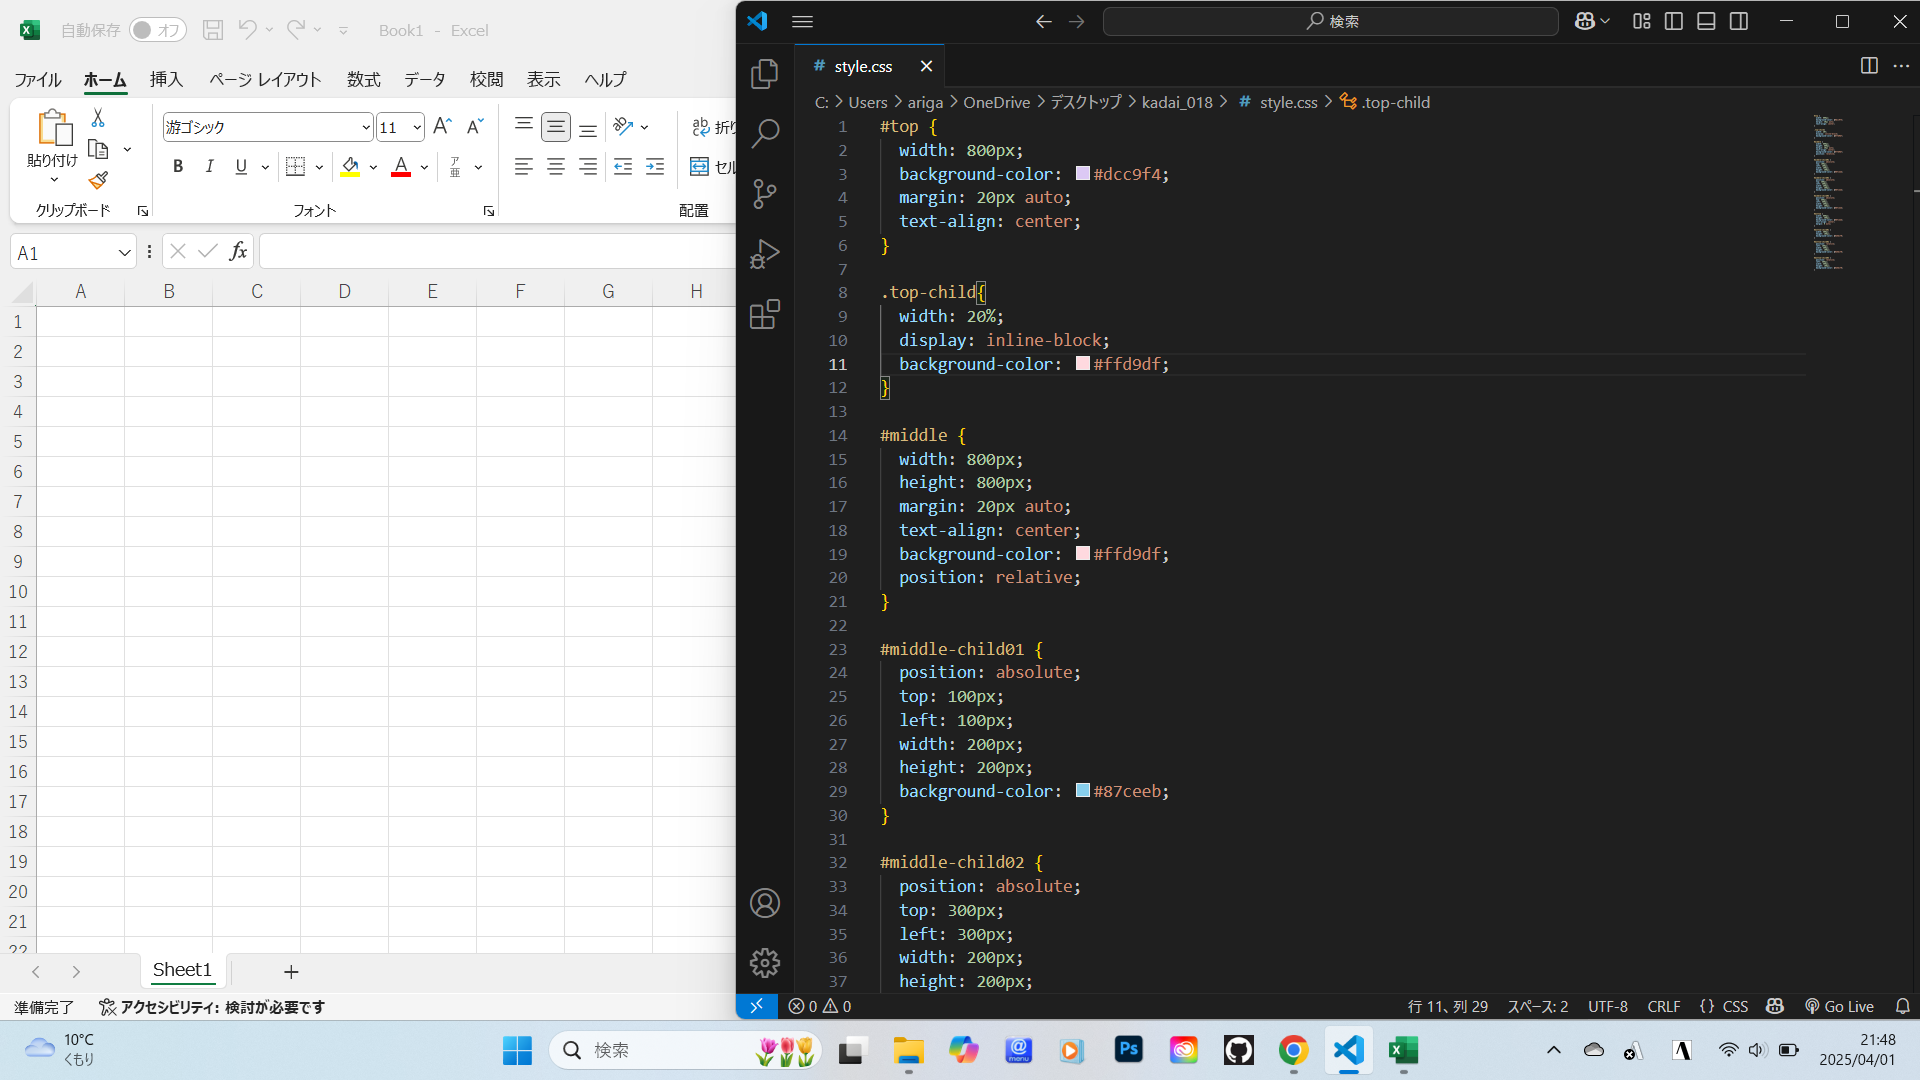 自動保存 オフ
Book1 - Excel
ファイル ホーム 挿入 ページ レイアウト 数式 データ 校閲 表示 ヘルプ
貼り付け
クリップボード
游ゴシック 11
B I U
フォント
ab 折り
セル
配置
A1
fx
A B C D E F G H
1
2
3
4
5
6
7
8
9
10
11
12
13
14
15
16
17
18
19
20
21
22
Sheet1
準備完了 アクセシビリティ: 検討が必要です
検索
# style.css
C: > Users > ariga > OneDrive > デスクトップ > kadai_018 > # style.css > .top-child
1 #top {
2 width: 800px;
3 background-color: #dcc9f4;
4 margin: 20px auto;
5 text-align: center;
6 }
7
8 .top-child{
9 width: 20%;
10 display: inline-block;
11 background-color: #ffd9df;
12 }
13
14 #middle {
15 width: 800px;
16 height: 800px;
17 margin: 20px auto;
18 text-align: center;
19 background-color: #ffd9df;
20 position: relative;
21 }
22
23 #middle-child01 {
24 position: absolute;
25 top: 100px;
26 left: 100px;
27 width: 200px;
28 height: 200px;
29 background-color: #87ceeb;
30 }
31
32 #middle-child02 {
33 position: absolute;
34 top: 300px;
35 left: 300px;
36 width: 200px;
37 height: 200px;
0 0
行 11、列 29 スペース: 2 UTF-8 CRLF {} CSS Go Live
10°C
くもり
検索
menu
Ps
A
21:48
2025/04/01